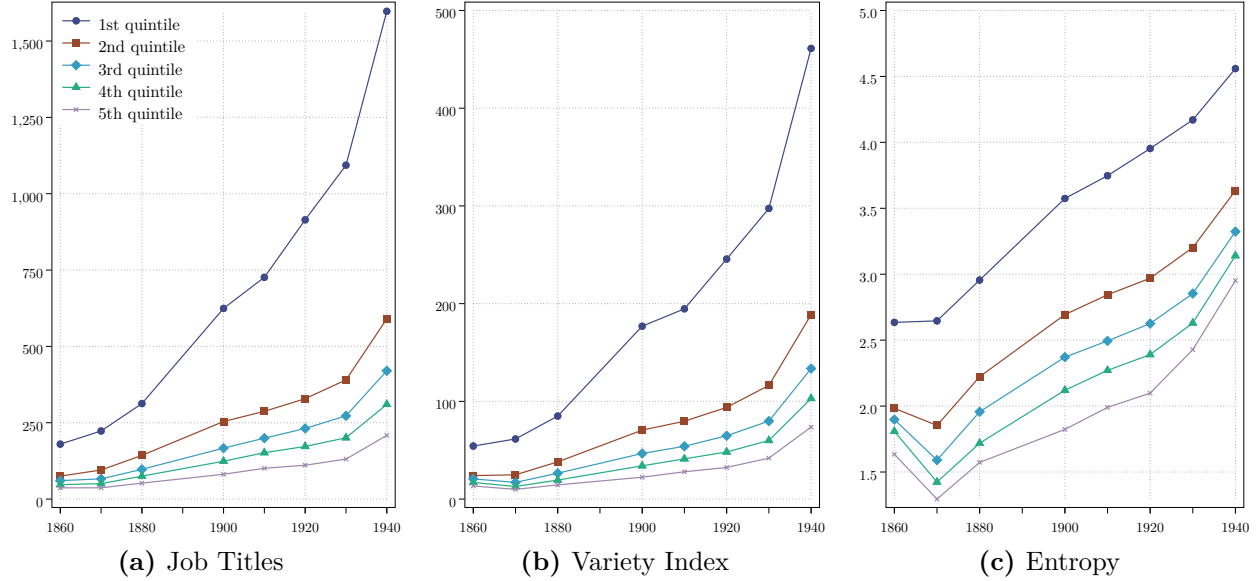 1st quintile
2nd quintile
3rd quintile
4th quintile
5th quintile
1,500
1,250
1,000
750
500
250
0
1860 1880 1900 1920 1940
(a) Job Titles
500
400
300
200
100
0
1860 1880 1900 1920 1940
(b) Variety Index
5.0
4.5
4.0
3.5
3.0
2.5
2.0
1.5
1860 1880 1900 1920 1940
(c) Entropy